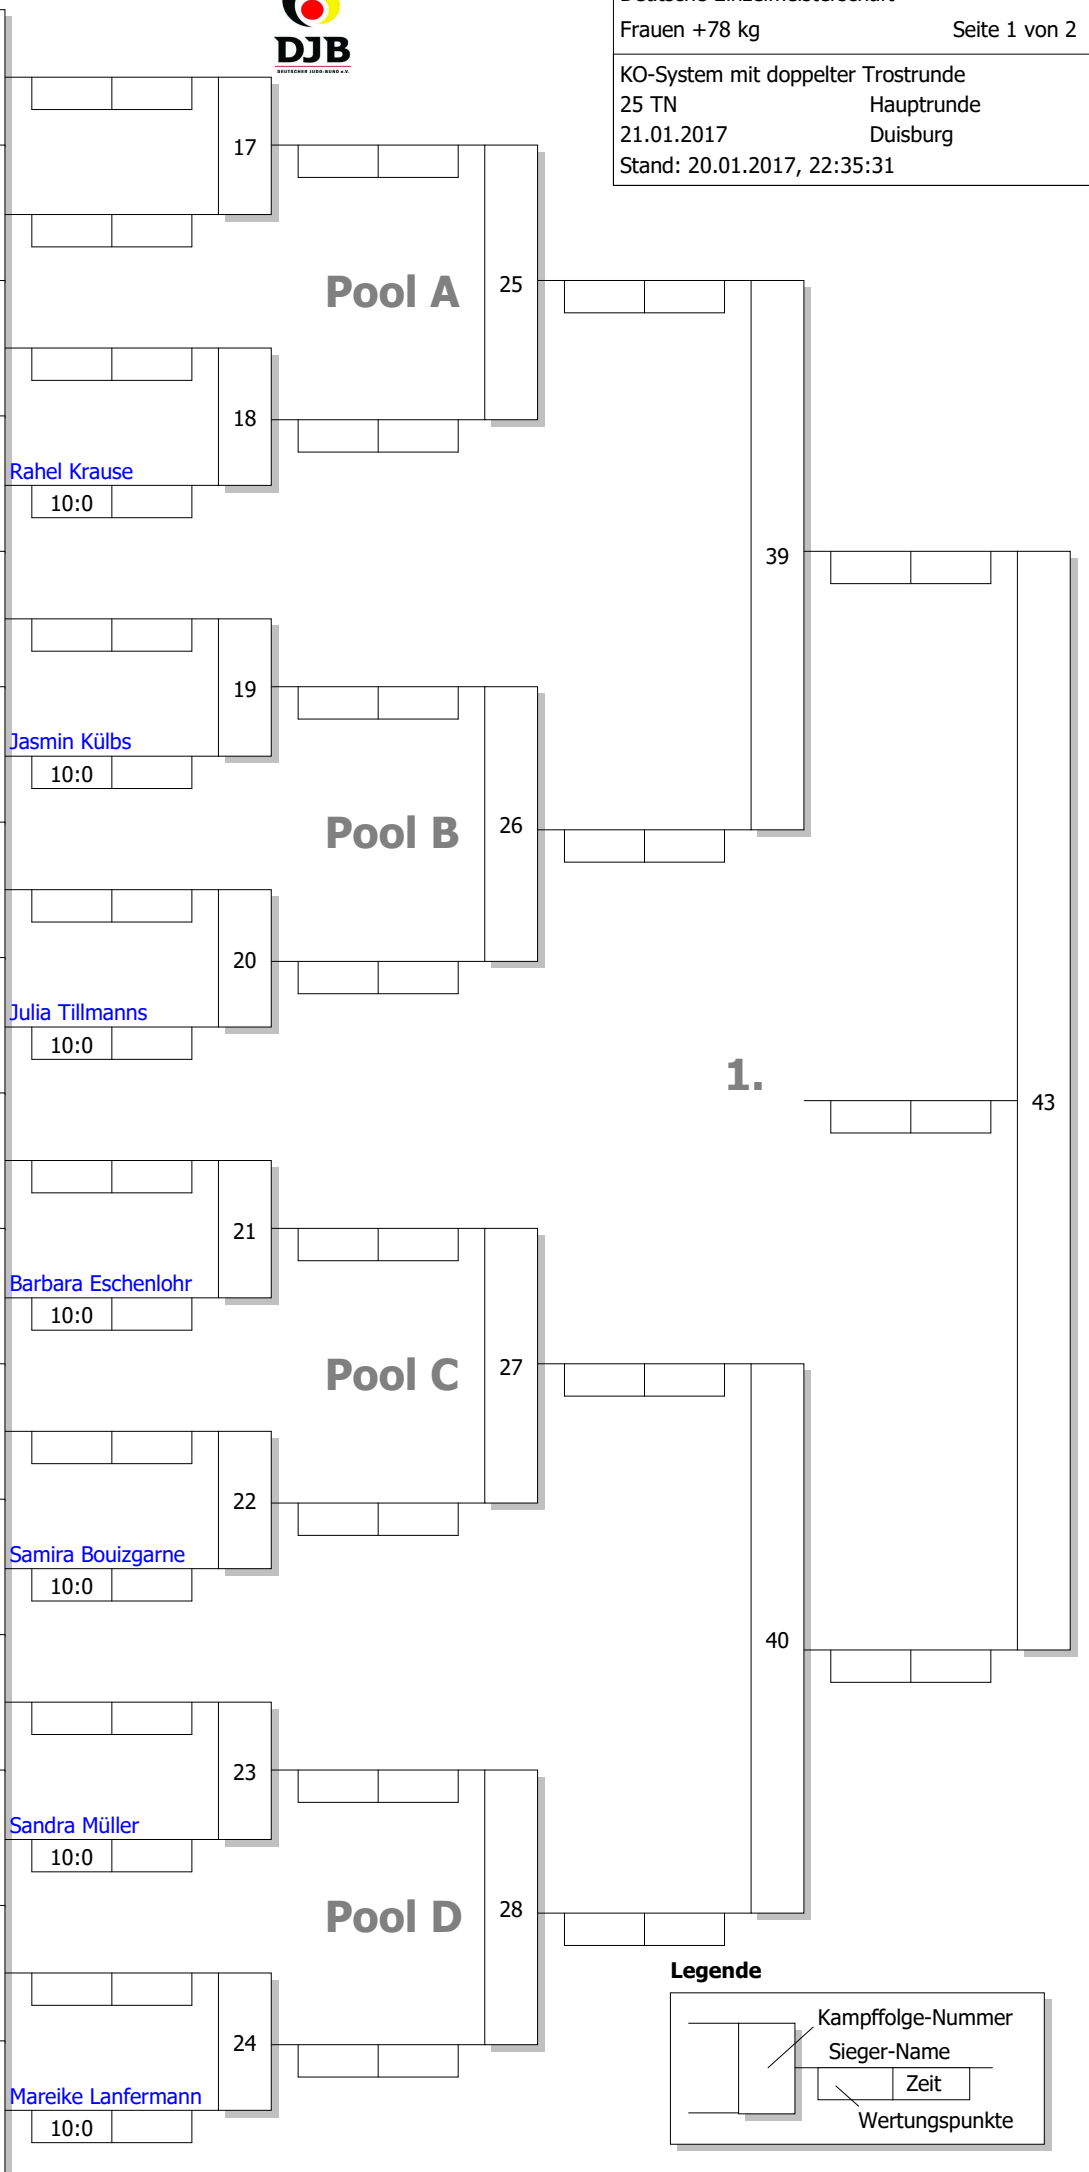 DJB
DEUTSCHER JUDO-BUND e.V.
Frauen +78 kg Seite 1 von 2
KO-System mit doppelter Trostrunde
25 TN Hauptrunde
21.01.2017 Duisburg
Stand: 20.01.2017, 22:35:31
17
Pool A
25
18
Rahel Krause
10:0
39
19
Jasmin Külbs
10:0
Pool B
26
20
Julia Tillmanns
10:0
1.
43
21
Barbara Eschenlohr
10:0
Pool C
27
22
Samira Bouizgarne
10:0
40
23
Sandra Müller
10:0
Pool D
28
24
Mareike Lanfermann
10:0
Legende
Kampffolge-Nummer
Sieger-Name
Zeit
Wertungspunkte